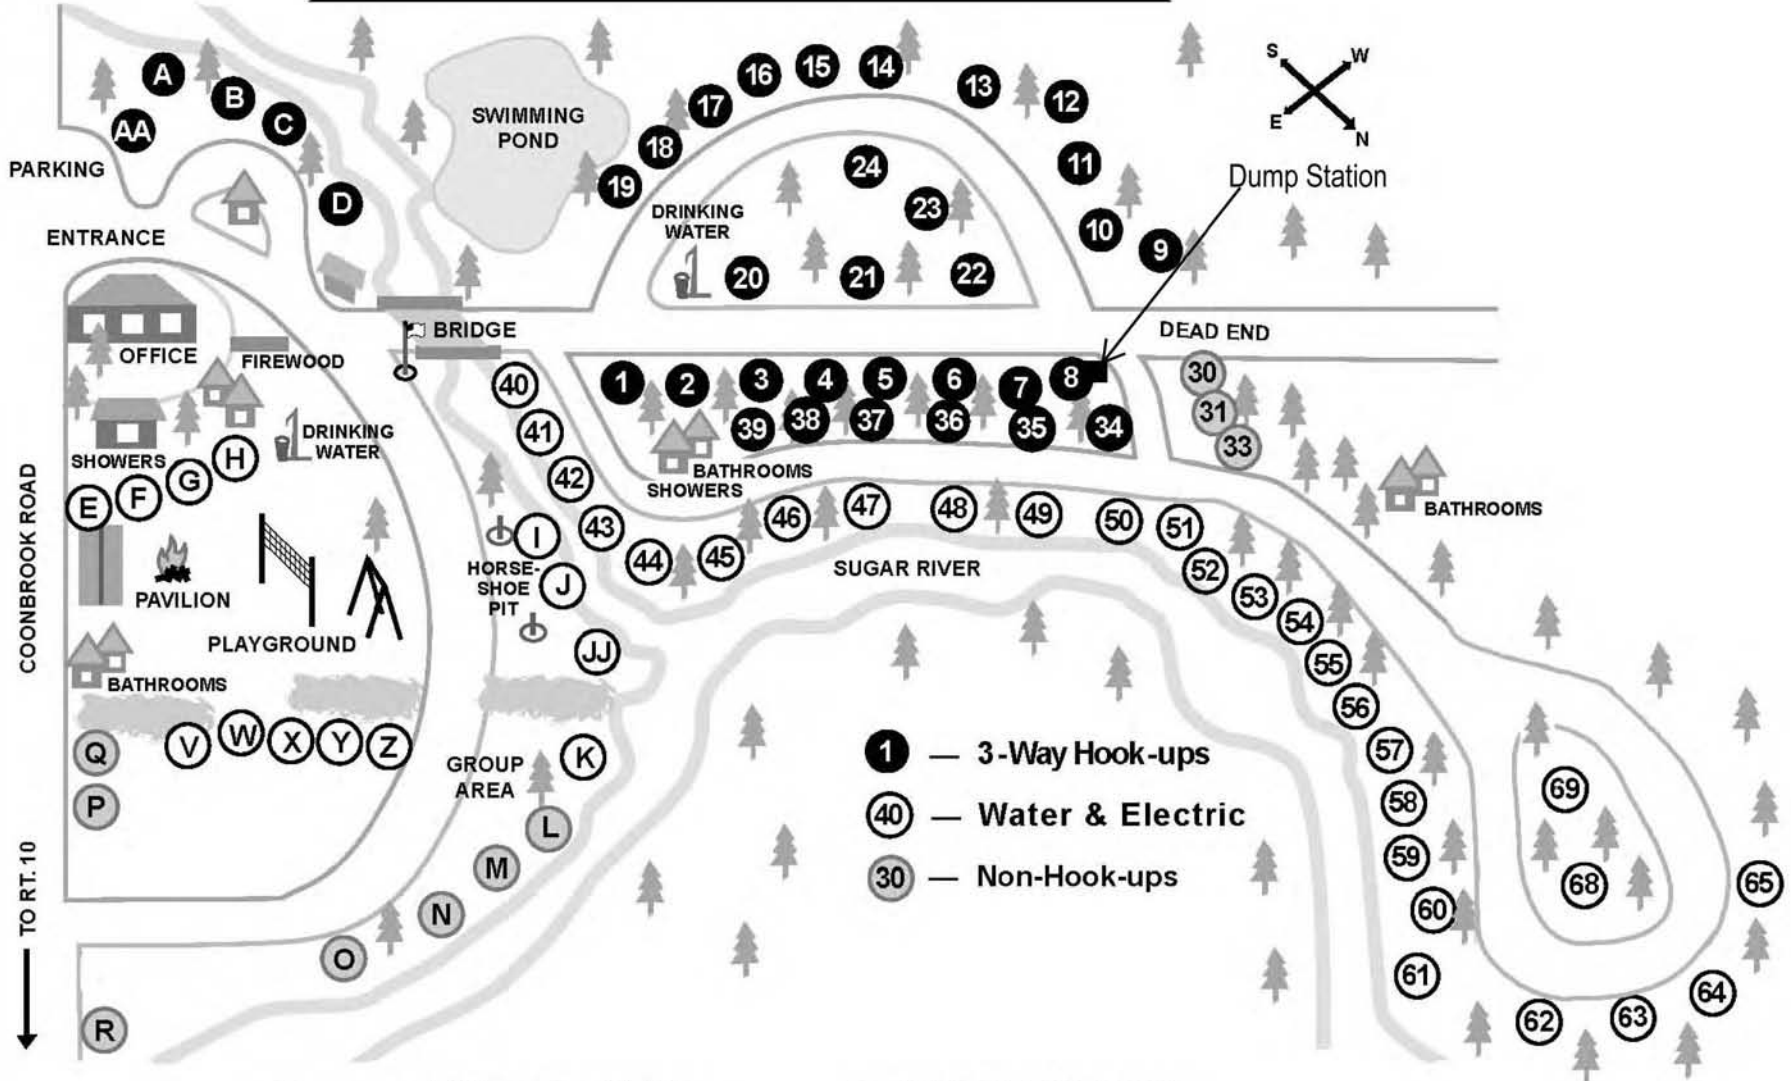 S
W
E
N
Dump Station
A
B
C
AA
D
PARKING
ENTRANCE
SWIMMING
POND
19
18
17
16
15
14
13
12
11
10
9
24
23
DRINKING
WATER
20
21
22
OFFICE
FIREWOOD
BRIDGE
DEAD END
1
2
3
4
5
6
7
8
39
38
37
36
35
34
30
31
33
BATHROOMS
SHOWERS
BATHROOMS
SHOWERS
DRINKING
WATER
E
F
G
H
40
41
42
43
44
45
46
47
48
49
50
51
52
53
54
55
56
57
58
59
60
61
62
63
64
65
68
69
SUGAR RIVER
I
HORSE-
SHOE
PIT
J
JJ
PAVILION
PLAYGROUND
BATHROOMS
COONBROOK ROAD
TO RT. 10
Q
P
V
W
X
Y
Z
GROUP
AREA
K
L
M
N
O
R
1 — 3-Way Hook-ups
40 — Water & Electric
30 — Non-Hook-ups